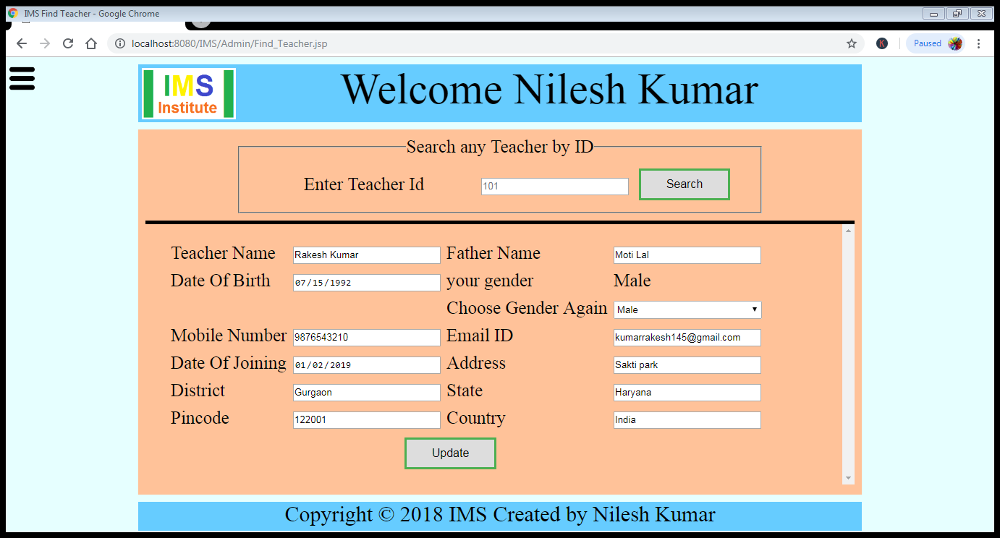 IMS Find Teacher - Google Chrome
localhost:8080/IMS/Admin/Find_Teacher.jsp
K
Paused
IMS
Institute
Welcome Nilesh Kumar
Search any Teacher by ID
Enter Teacher Id 101 Search
Teacher Name Rakesh Kumar Father Name Moti Lal
Date Of Birth 07/15/1992 your gender Male
Choose Gender Again Male
Mobile Number 9876543210 Email ID kumarrakesh145@gmail.com
Date Of Joining 01/02/2019 Address Sakti park
District Gurgaon State Haryana
Pincode 122001 Country India
Update
Copyright © 2018 IMS Created by Nilesh Kumar